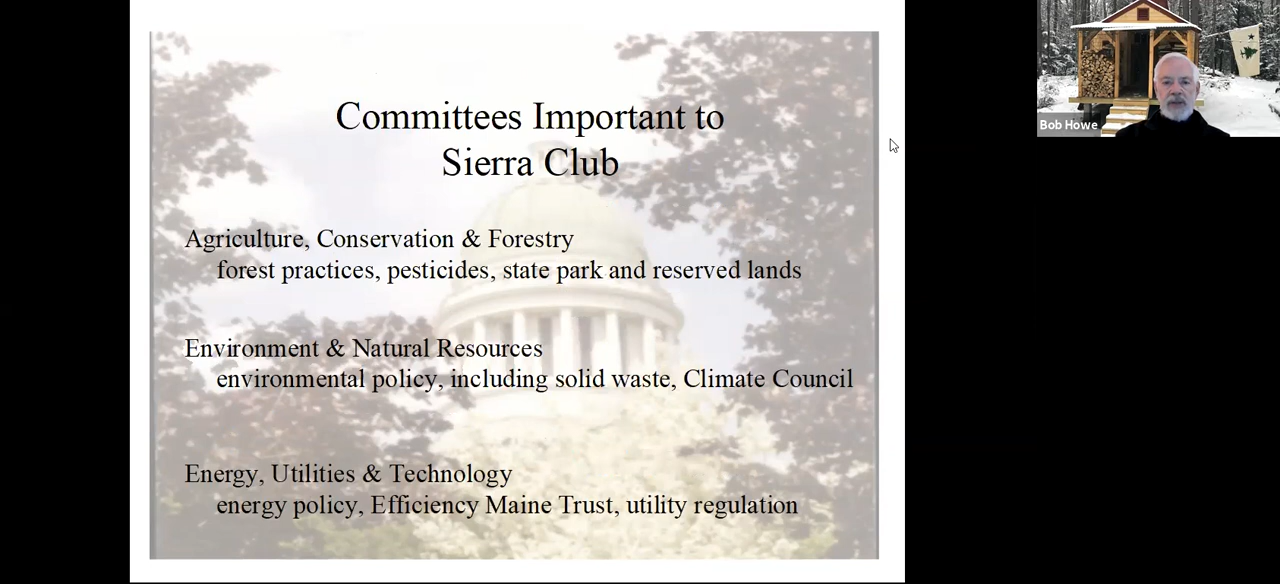 Committees Important to
Sierra Club
Agriculture, Conservation & Forestry
forest practices, pesticides, state park and reserved lands
Environment & Natural Resources
environmental policy, including solid waste, Climate Council
Energy, Utilities & Technology
energy policy, Efficiency Maine Trust, utility regulation
Bob Howe